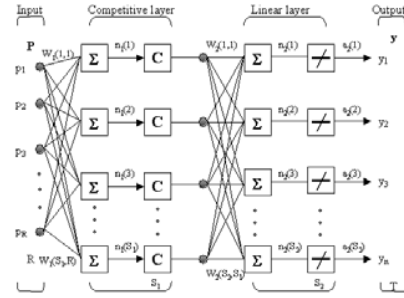 Input Competitive layer Linear layer Output
P y
W₁(1,1) n₁(1) W₂(1,1) n₂(1) a₂(1)
p₁ Σ C Σ y₁
n₁(2) n₂(2) a₂(2)
p₂ Σ C Σ y₂
p₃ n₁(3) n₂(3) a₂(3)
Σ C Σ y₃
p_R n₁(S₁) n₂(S₂) a₂(S₂)
R W₁(S₁,R) Σ C W₂(S₂,S₁) Σ yₙ
S₁ S₂ T